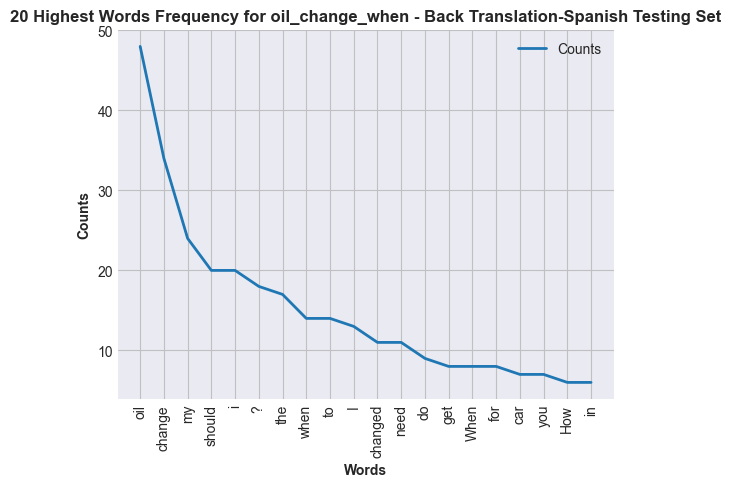 20 Highest Words Frequency for oil_change_when - Back Translation-Spanish Testing Set
50
Counts
40
30
20
10
Counts
oil
change
my
should
i
?
the
when
to
I
changed
need
do
get
When
for
car
you
How
in
Words